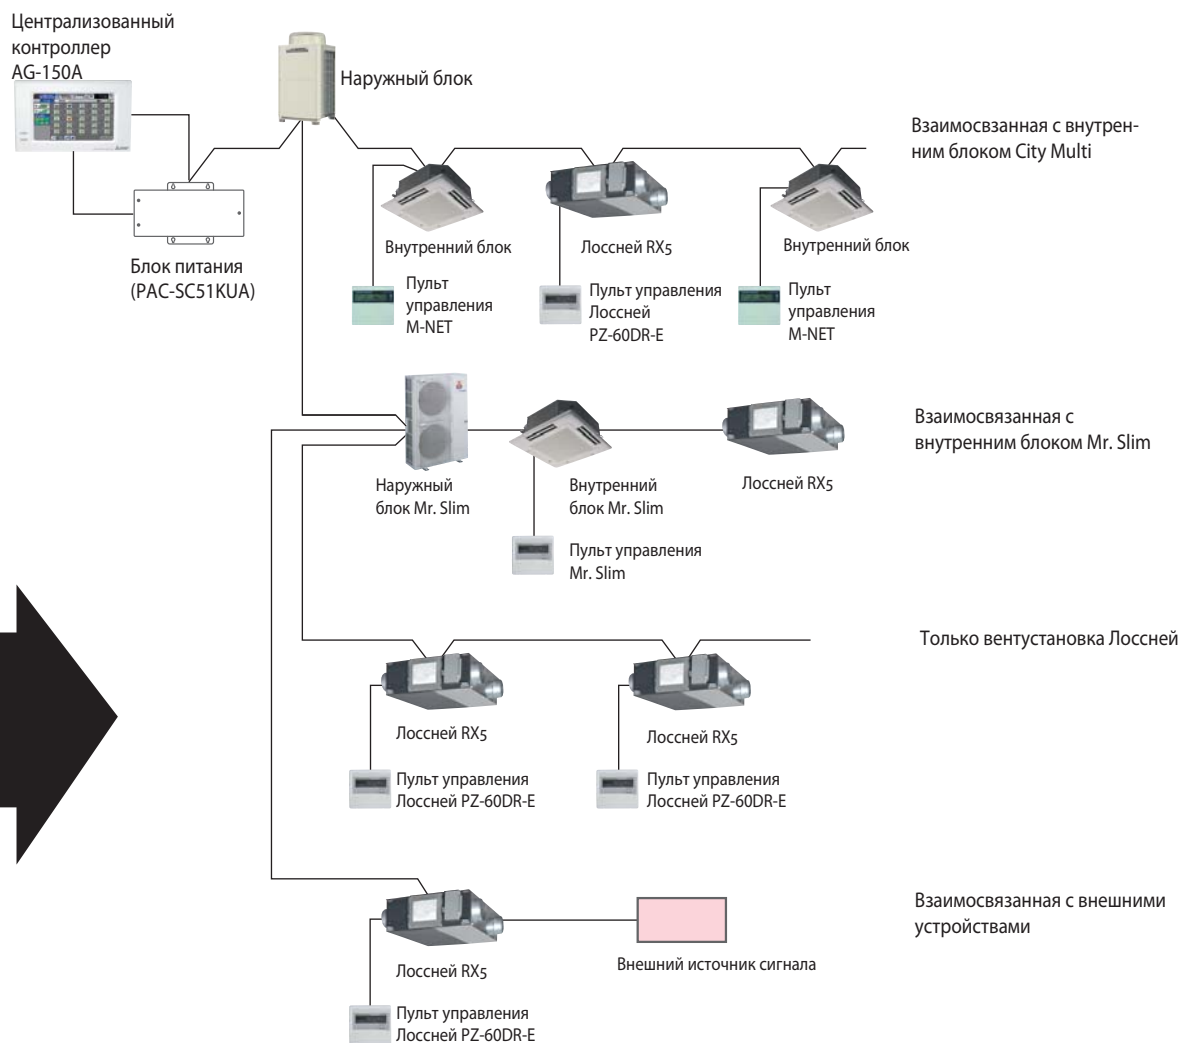 Централизованный
контроллер
AG-150A
Наружный блок
Взаимосвзанная с внутрен-
ним блоком City Multi
Внутренний блок
Лоссней RX5
Внутренний блок
Блок питания
(PAC-SC51KUA)
Пульт
управления
M-NET
Пульт управления
Лоссней
PZ-60DR-E
Пульт
управления
M-NET
Взаимосвязанная с
внутренним блоком Mr. Slim
Наружный
блок Mr. Slim
Внутренний
блок Mr. Slim
Лоссней RX5
Пульт управления
Mr. Slim
Только вентустановка Лоссней
Лоссней RX5
Лоссней RX5
Пульт управления
Лоссней PZ-60DR-E
Пульт управления
Лоссней PZ-60DR-E
Взаимосвязанная с внешними
устройствами
Лоссней RX5
Внешний источник сигнала
Пульт управления
Лоссней PZ-60DR-E